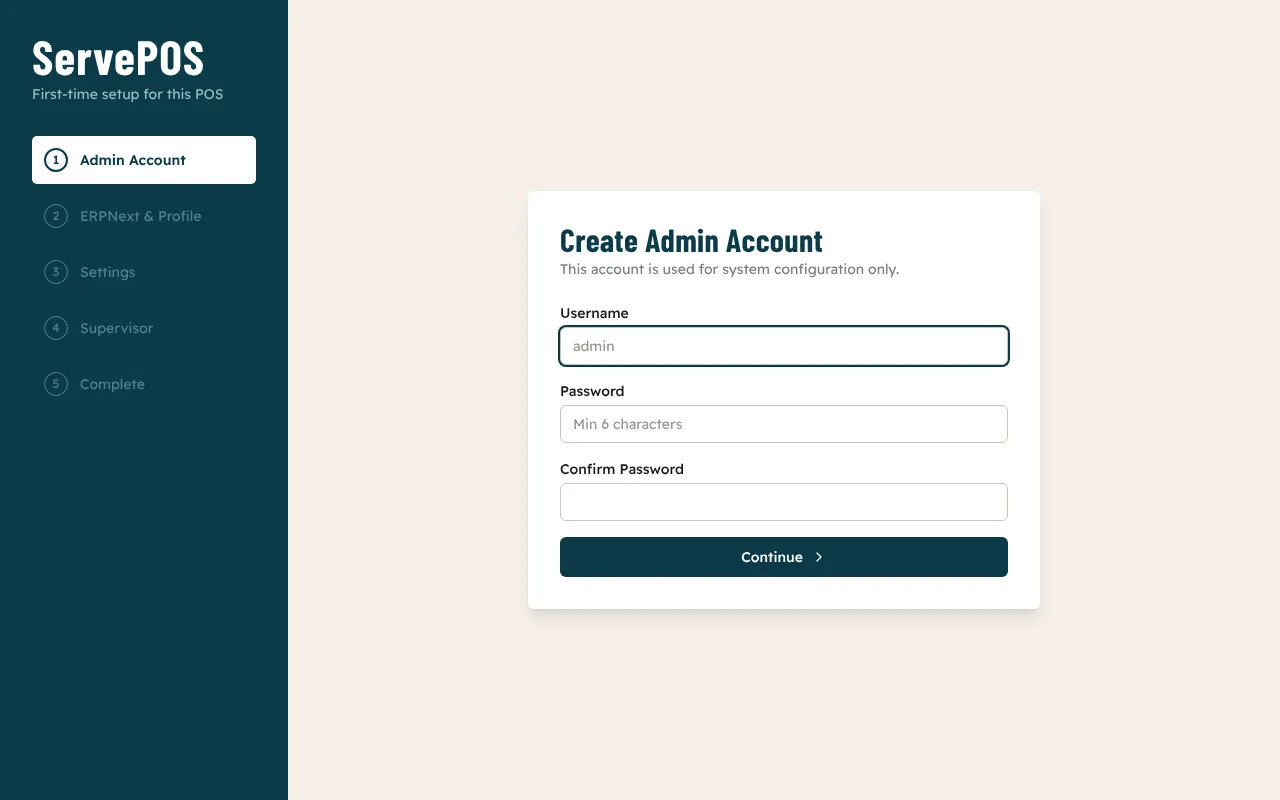 ServePOS
First-time setup for this POS
1 Admin Account
2 ERPNext & Profile
3 Settings
4 Supervisor
5 Complete
Create Admin Account
This account is used for system configuration only.
Username
admin
Password
Min 6 characters
Confirm Password
Continue